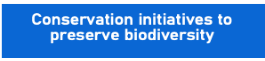 Conservation initiatives to
preserve biodiversity